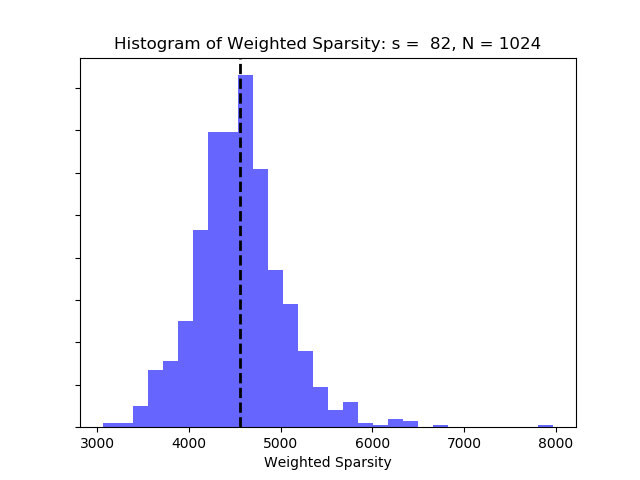 Histogram of Weighted Sparsity: s =  82, N = 1024
3000 4000 5000 6000 7000 8000
Weighted Sparsity